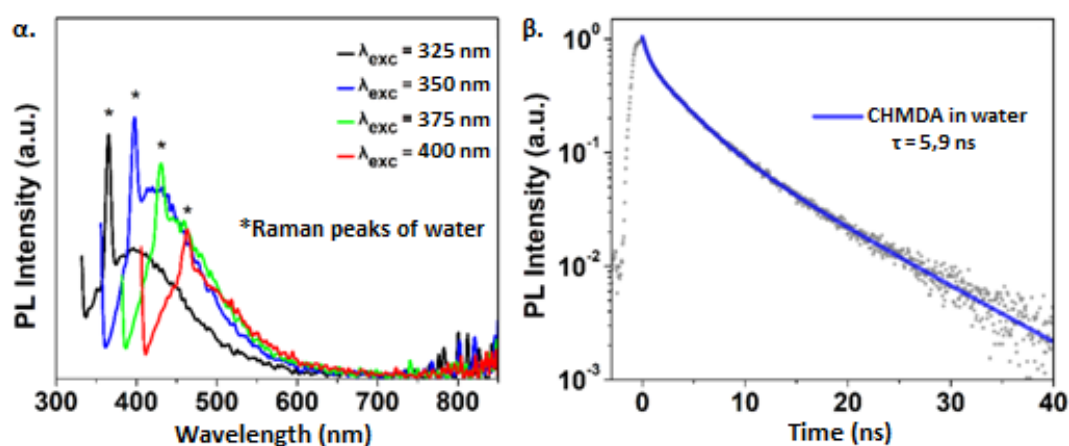 α.
λexc = 325 nm
λexc = 350 nm
λexc = 375 nm
λexc = 400 nm
* * * *
*Raman peaks of water
PL Intensity (a.u.)
300 400 500 600 700 800
Wavelength (nm)
β.
10⁰
10⁻¹
10⁻²
10⁻³
CHMDA in water
τ = 5,9 ns
PL Intensity (a.u.)
0 10 20 30 40
Time (ns)